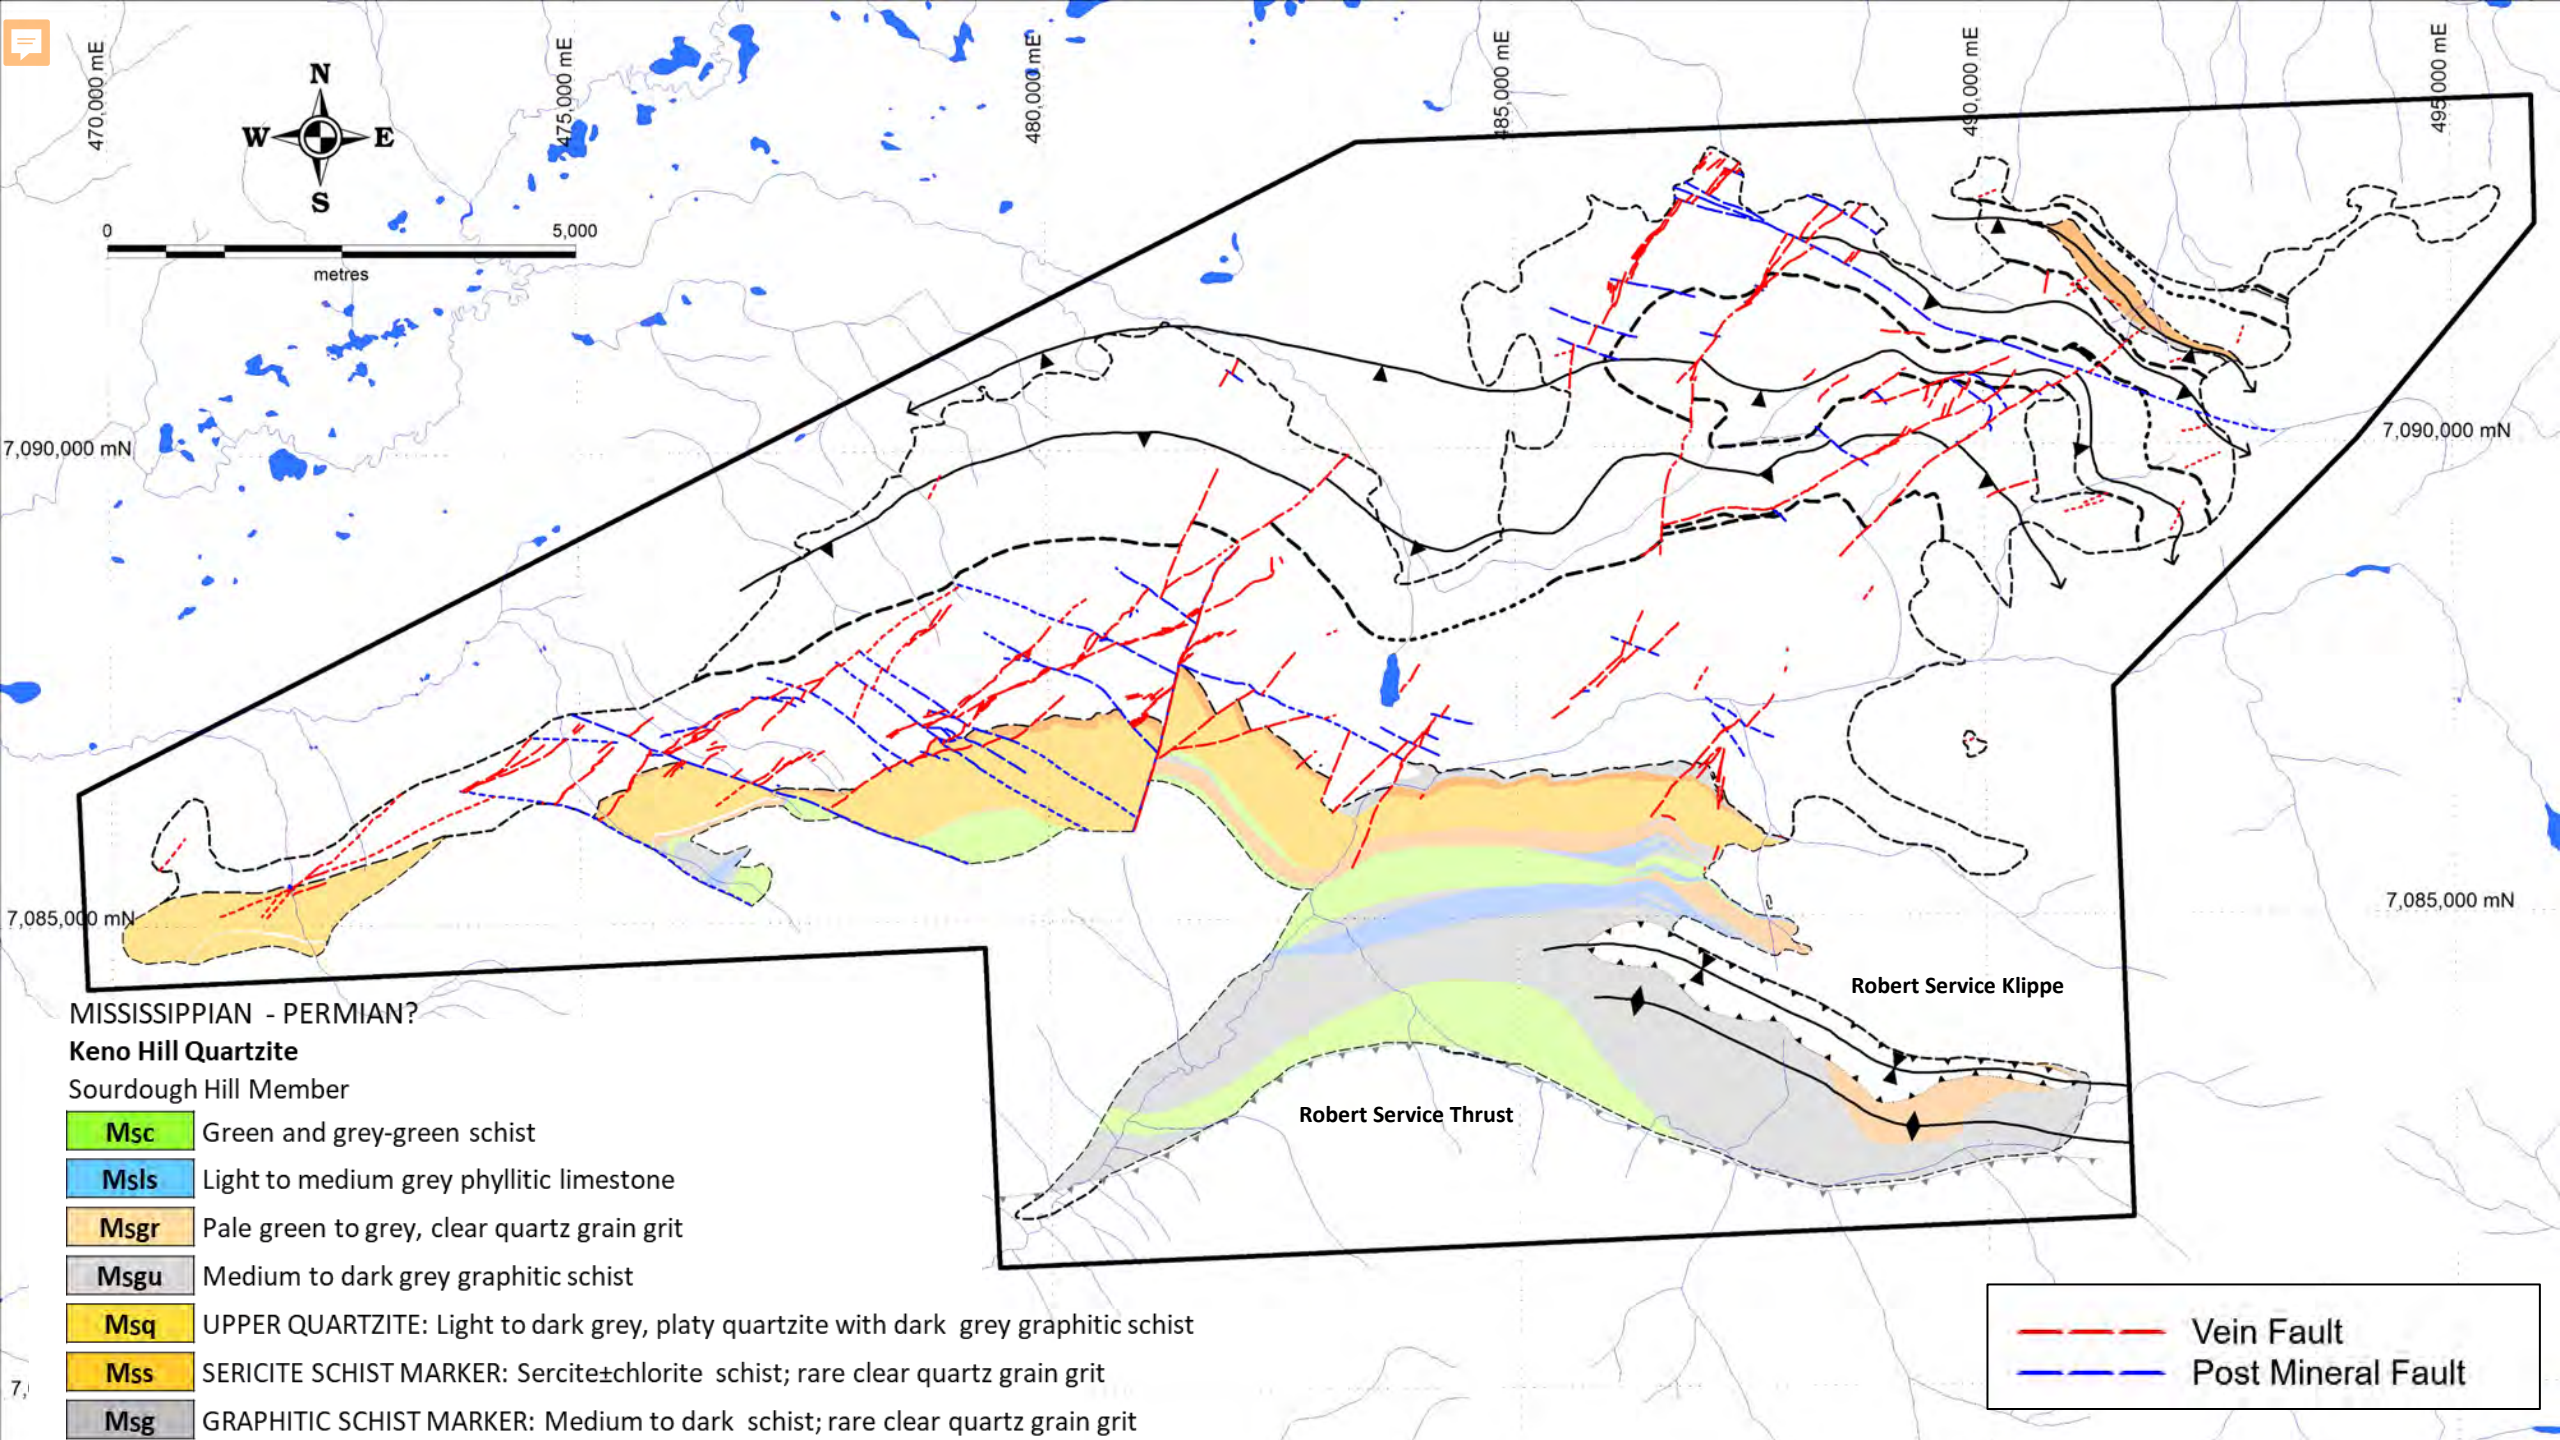 470,000 mE
475,000 mE
480,000 mE
485,000 mE
490,000 mE
495,000 mE
N
W E
S
0 5,000
metres
7,090,000 mN
7,090,000 mN
7,085,000 mN
7,085,000 mN
Robert Service Klippe
Robert Service Thrust
MISSISSIPPIAN - PERMIAN?
Keno Hill Quartzite
Sourdough Hill Member
Msc Green and grey-green schist
Msls Light to medium grey phyllitic limestone
Msgr Pale green to grey, clear quartz grain grit
Msgu Medium to dark grey graphitic schist
Msq UPPER QUARTZITE: Light to dark grey, platy quartzite with dark grey graphitic schist
Mss SERICITE SCHIST MARKER: Sercite±chlorite schist; rare clear quartz grain grit
Msg GRAPHITIC SCHIST MARKER: Medium to dark schist; rare clear quartz grain grit
7,
Vein Fault
Post Mineral Fault